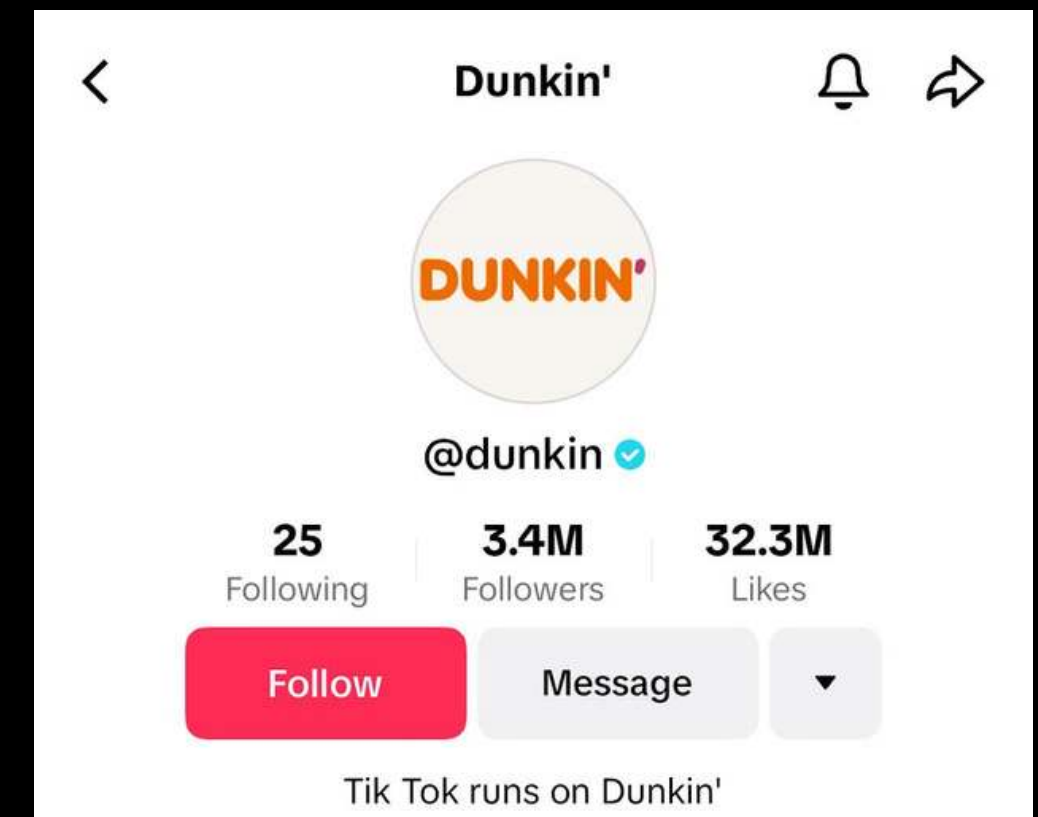 Dunkin'
DUNKIN'
@dunkin
25 3.4M 32.3M
Following Followers Likes
Follow Message
Tik Tok runs on Dunkin'